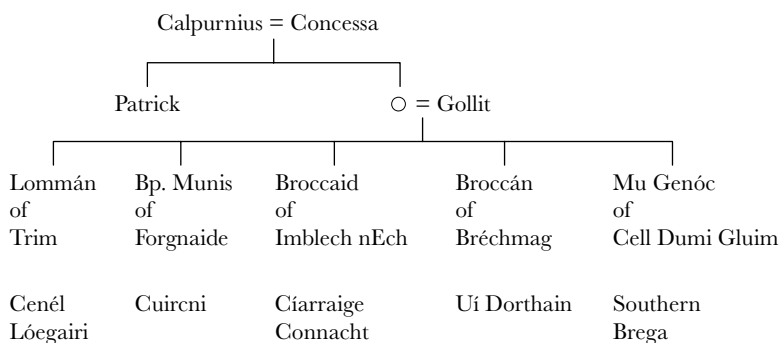 Calpurnius = Concessa
Patrick
= Gollit
Lommán of Trim
Bp. Munis of Forgnaide
Broccaid of Imblech nEch
Broccán of Bréchmag
Mu Genóc of Cell Dumi Gluim
Cenél Lóegairi
Cuircni
Cíarraige Connacht
Uí Dorthain
Southern Brega